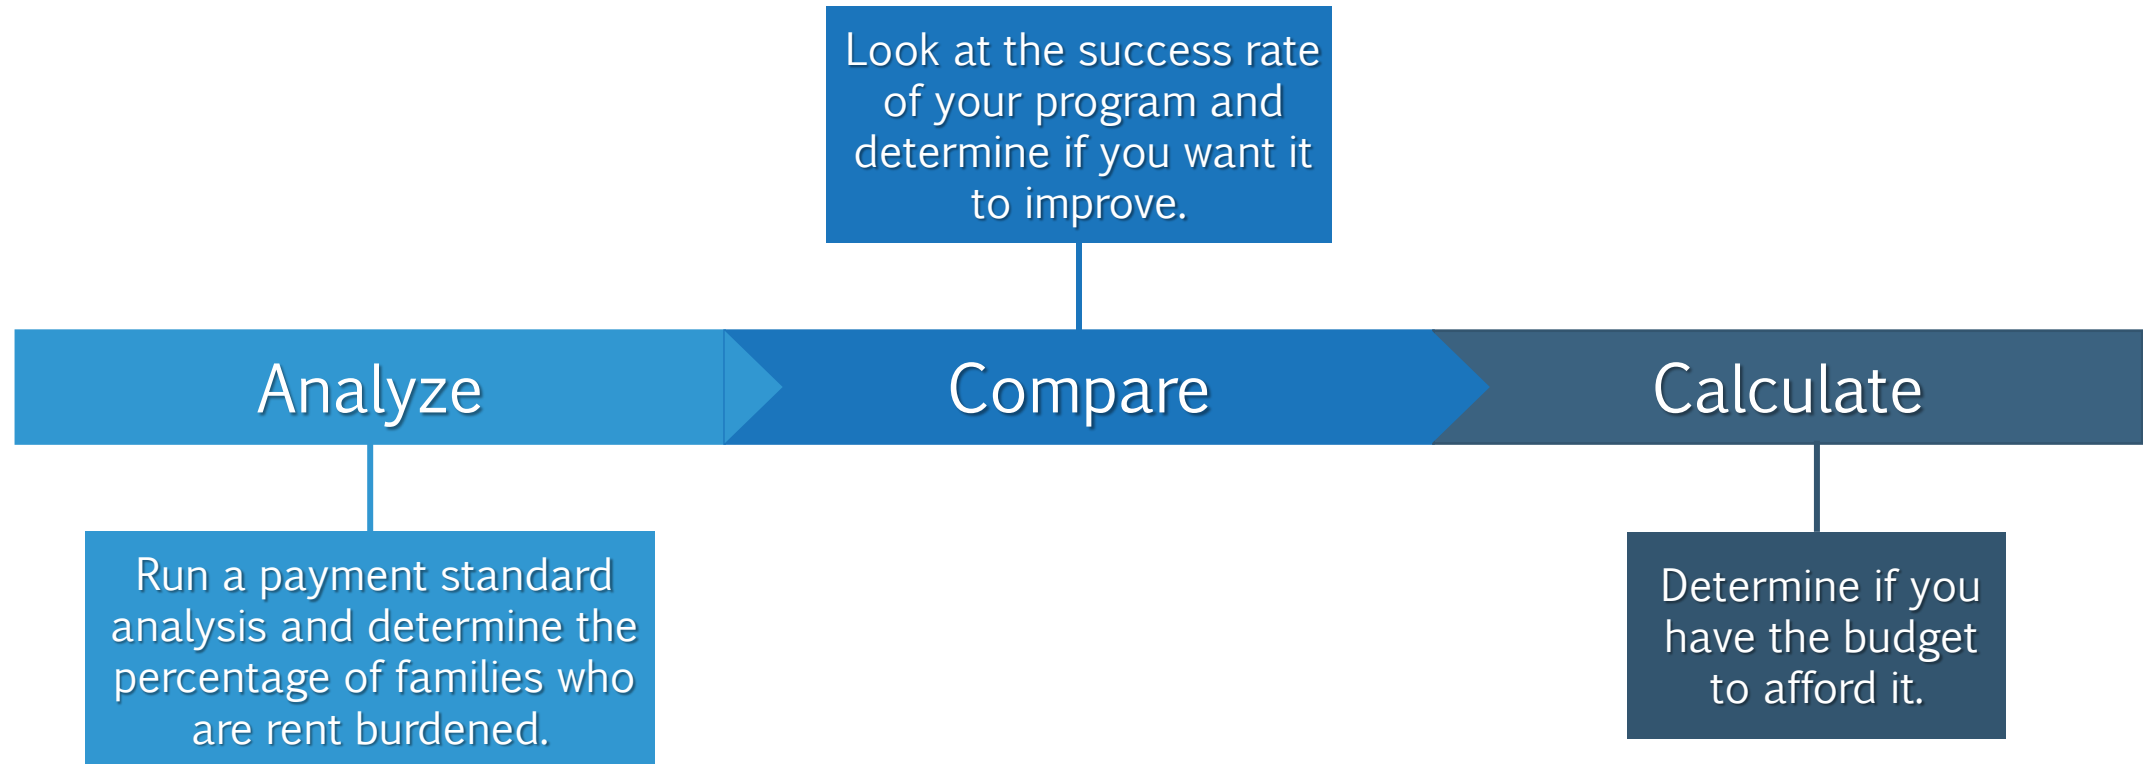 Look at the success rate
of your program and
determine if you want it
to improve.
Analyze
Compare
Calculate
Run a payment standard
analysis and determine the
percentage of families who
are rent burdened.
Determine if you
have the budget
to afford it.